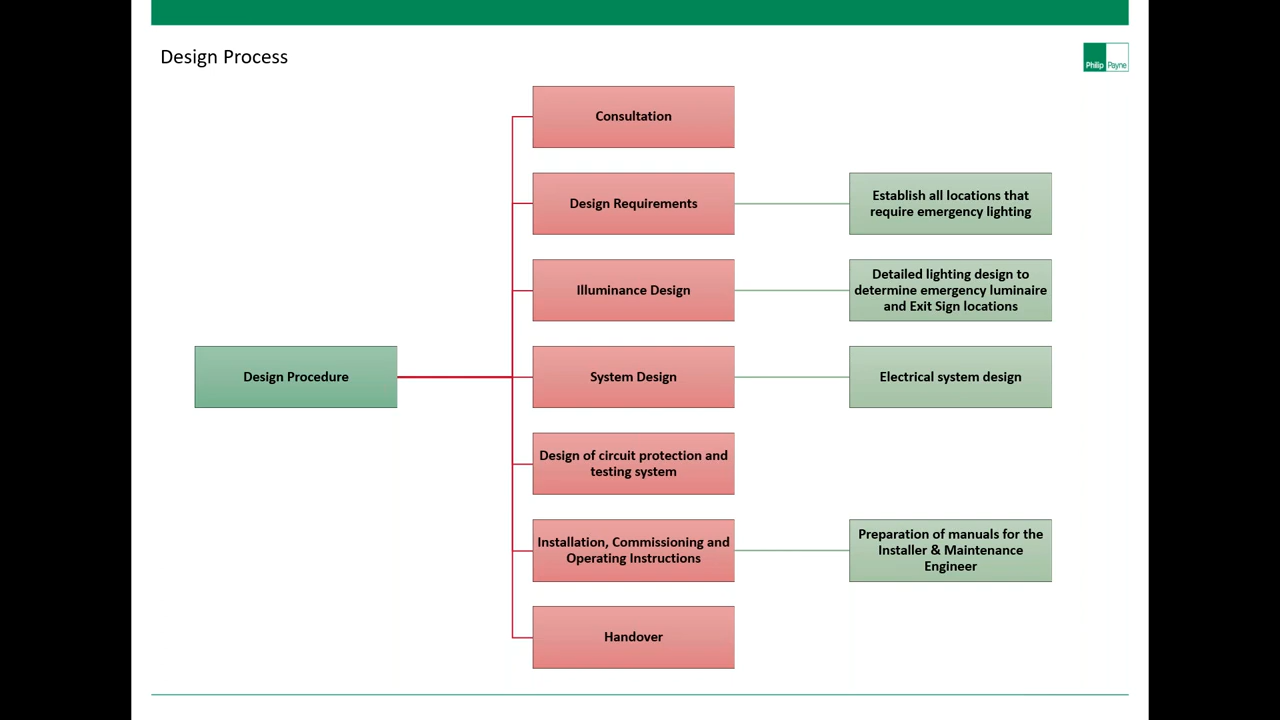 Design Process
Philip Payne
Consultation
Design Requirements
Establish all locations that
require emergency lighting
Illuminance Design
Detailed lighting design to
determine emergency luminaire
and Exit Sign locations
Design Procedure
System Design
Electrical system design
Design of circuit protection and
testing system
Installation, Commissioning and
Operating Instructions
Preparation of manuals for the
Installer & Maintenance
Engineer
Handover